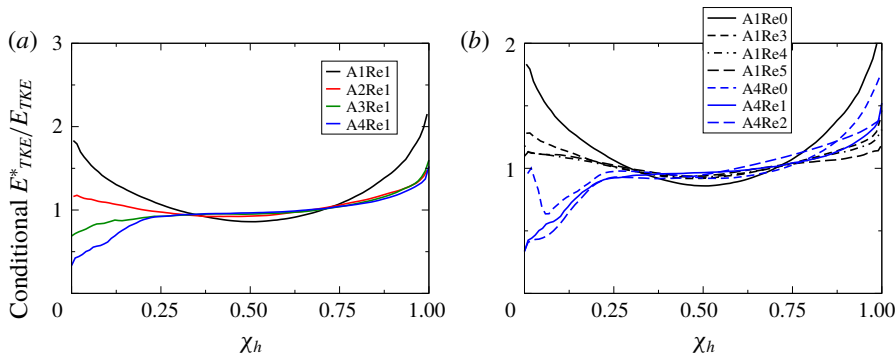 (a)
3
2
1
0
0.25
0.50
0.75
1.00
χh
Conditional E*TKE/ETKE
A1Re1
A2Re1
A3Re1
A4Re1
(b)
2
1
0
0.25
0.50
0.75
1.00
χh
A1Re0
A1Re3
A1Re4
A1Re5
A4Re0
A4Re1
A4Re2